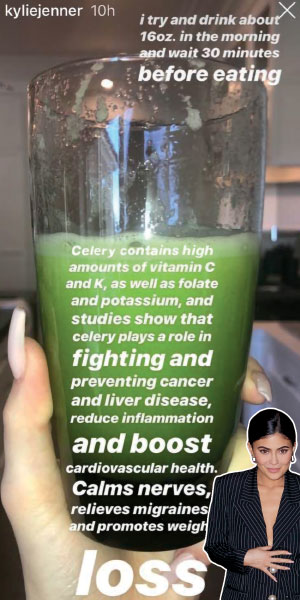 kyliejenner 10h
i try and drink about
16oz. in the morning
and wait 30 minutes
before eating
Celery contains high
amounts of vitamin C
and K, as well as folate
and potassium, and
studies show that
celery plays a role in
fighting and
preventing cancer
and liver disease,
reduce inflammation
and boost
cardiovascular health.
Calms nerves,
relieves migraines
and promotes weigh
loss